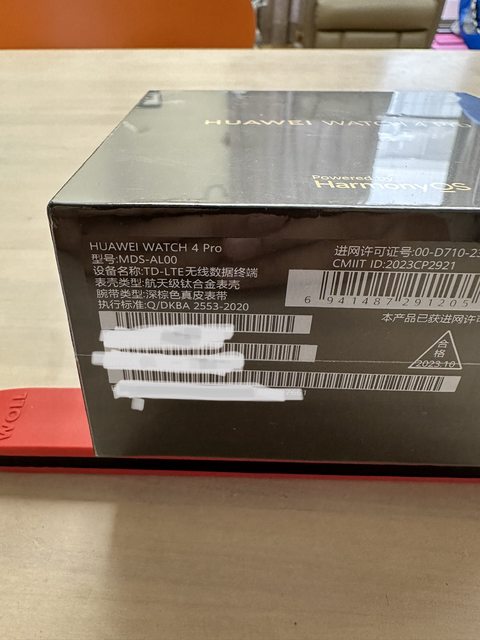 HUAWEI WATCH 4 PRO
Powered by
HarmonyOS
HUAWEI WATCH 4 Pro
型号:MDS-AL00
设备名称:TD-LTE无线数据终端
表壳类型:航天级钛合金表壳
腕带类型:深棕色真皮表带
执行标准:Q/DKBA 2553-2020
进网许可证号:00-D710-23
CMIIT ID:2023CP2921
6 941487 291205
本产品已获进网许可
合
格
2023.10
WOLL